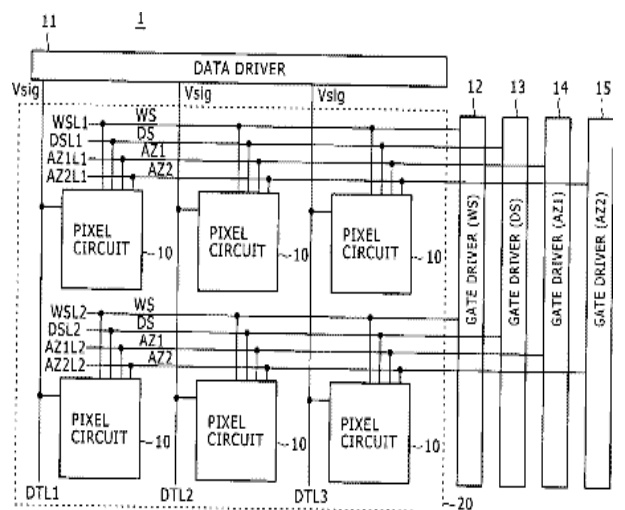 1
11
DATA DRIVER
Vsig Vsig Vsig
12 13 14 15
WSL1 WS
DSL1 DS
AZ1L1 AZ1
AZ2L1 AZ2
PIXEL CIRCUIT 10
PIXEL CIRCUIT 10
PIXEL CIRCUIT 10
GATE DRIVER (WS)
GATE DRIVER (DS)
GATE DRIVER (AZ1)
GATE DRIVER (AZ2)
WSL2 WS
DSL2 DS
AZ1L2 AZ1
AZ2L2 AZ2
PIXEL CIRCUIT 10
PIXEL CIRCUIT 10
PIXEL CIRCUIT 10
DTL1 DTL2 DTL3
20